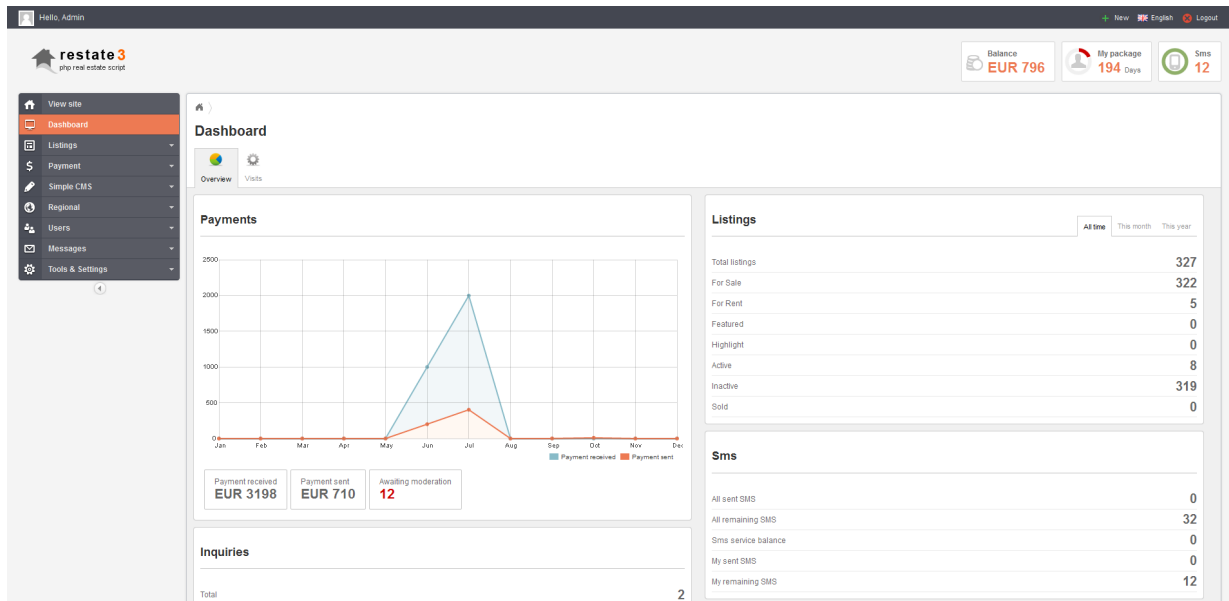 Hello, Admin
New English Logout
restate 3
php real estate script
Balance
EUR 796
My package
194 Days
Sms
12
View site
Dashboard
Listings
Payment
Simple CMS
Regional
Users
Messages
Tools & Settings
Dashboard
Overview Visits
Payments
2500
2000
1500
1000
500
0
Jan Feb Mar Apr May Jun Jul Aug Sep Oct Nov Dec
Payment received Payment sent
Payment received
EUR 3198
Payment sent
EUR 710
Awaiting moderation
12
Inquiries
Total 2
Listings
All time This month This year
Total listings 327
For Sale 322
For Rent 5
Featured 0
Highlight 0
Active 8
Inactive 319
Sold 0
Sms
All sent SMS 0
All remaining SMS 32
Sms service balance 0
My sent SMS 0
My remaining SMS 12